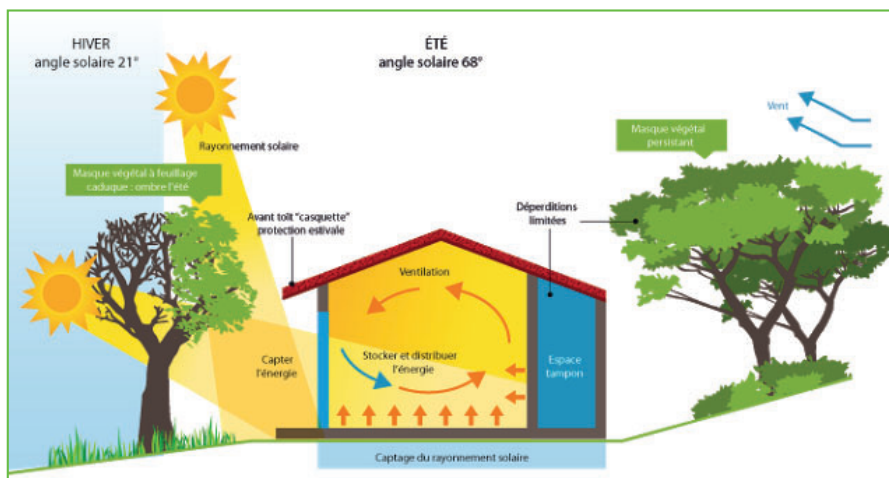 HIVER
angle solaire 21°
ÉTÉ
angle solaire 68°
Vent
Masque végétal
persistant
Rayonnement solaire
Masque végétal à feuillage
caduque : ombre l'été
Avant toit "casquette"
protection estivale
Déperditions
limitées
Ventilation
Capter
l'énergie
Stocker et distribuer
l'énergie
Espace
tampon
Captage du rayonnement solaire